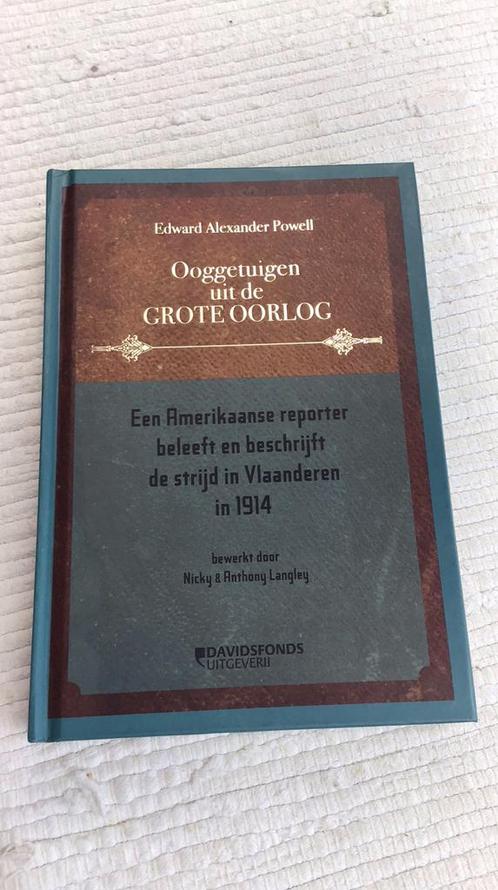 Edward Alexander Powell
Ooggetuigen
uit de
GROTE OORLOG
Een Amerikaanse reporter
beleeft en beschrijft
de strijd in Vlaanderen
in 1914
bewerkt door
Nicky & Anthony Langley
DAVIDSFONDS
UITGEVERIJ